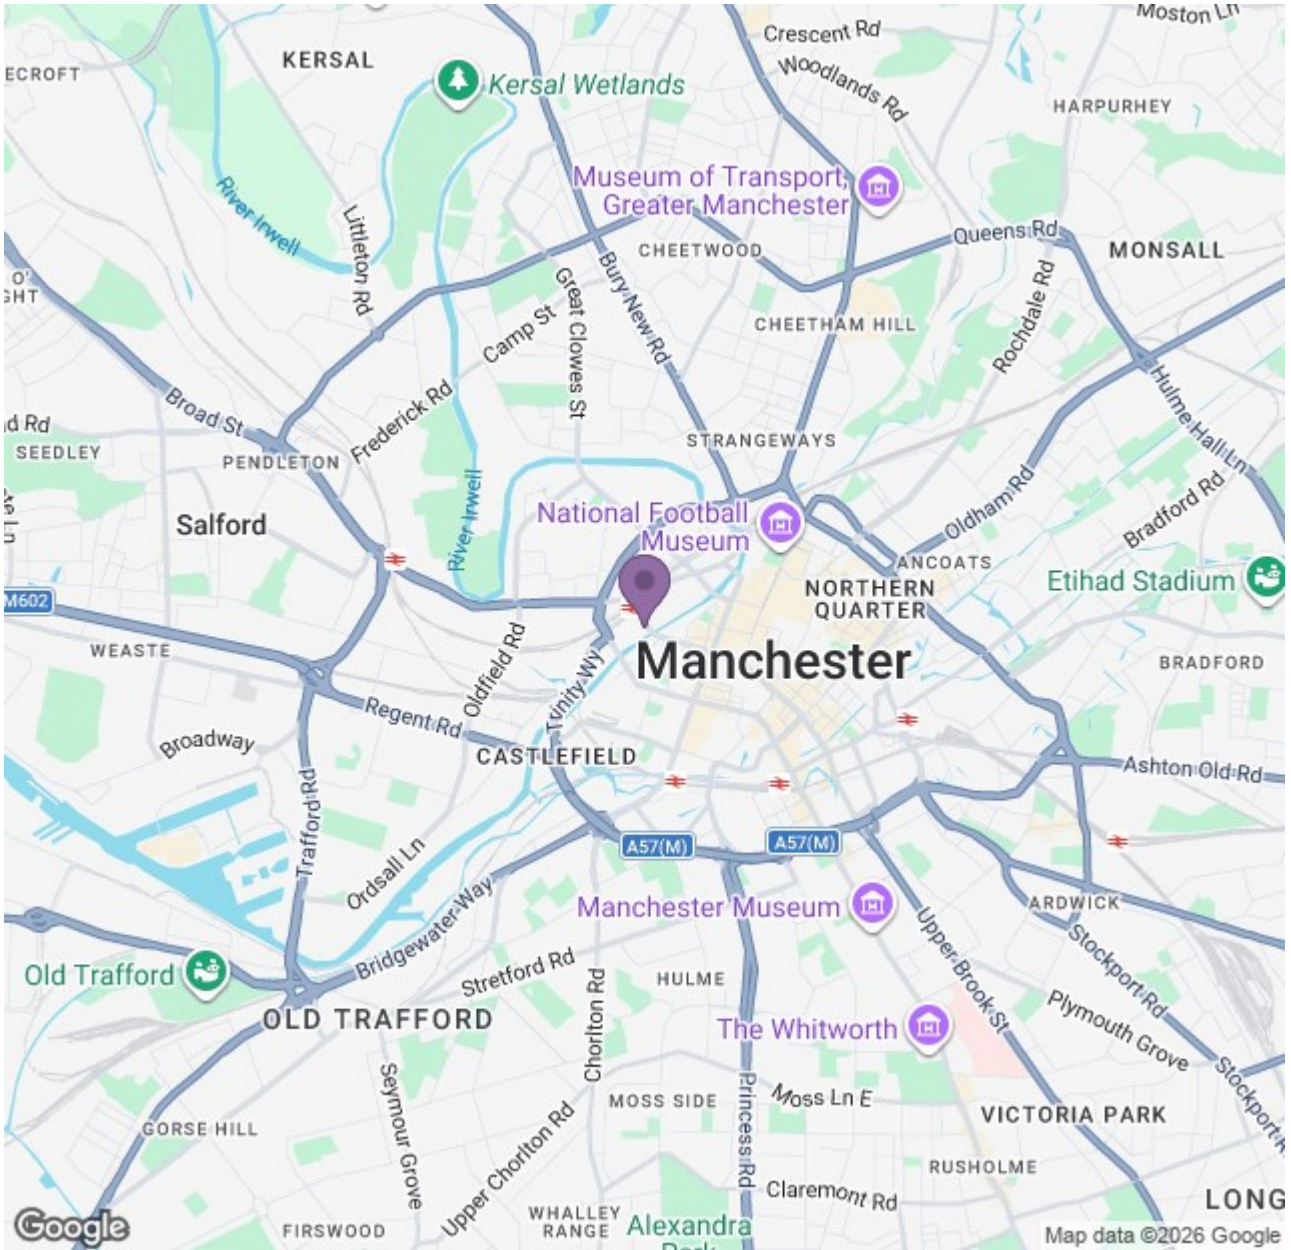 Moston Ln
Crescent Rd
KERSAL
ECROFT
Woodlands Rd
Kersal Wetlands
HARPURHEY
Museum of Transport,
Greater Manchester
River Irwell
Littleton Rd
CHEETWOOD
Queens Rd
MONSALL
O'
GHT
Bury New Rd
Great Clowes St
Rochdale Rd
Camp St
CHEETHAM HILL
Hulme Hall Ln
Broad St
Frederick Rd
d Rd
SEEDLEY
STRANGEWAYS
PENDLETON
River Irwell
Oldham Rd
Bradford Rd
Salford
National Football
Museum
ANCOATS
Etihad Stadium
NORTHERN
QUARTER
M602
WEASTE
Oldfield Rd
Manchester
BRADFORD
Trinity Wy
Regent Rd
Broadway
CASTLEFIELD
Ashton Old Rd
Trafford Rd
A57(M)
A57(M)
Ordsall Ln
Manchester Museum
ARDWICK
Bridgewater Way
Upper Brook St
Stockport Rd
Old Trafford
Stretford Rd
HULME
OLD TRAFFORD
The Whitworth
Plymouth Grove
Chorlton Rd
Stockport R
Seymour Grove
Princess Rd
MOSS SIDE
Moss Ln E
VICTORIA PARK
GORSE HILL
Upper Chorlton Rd
RUSHOLME
Claremont Rd
LONG
WHALLEY
RANGE
FIRSWOOD
Alexandra
Park
Google
Map data ©2026 Google